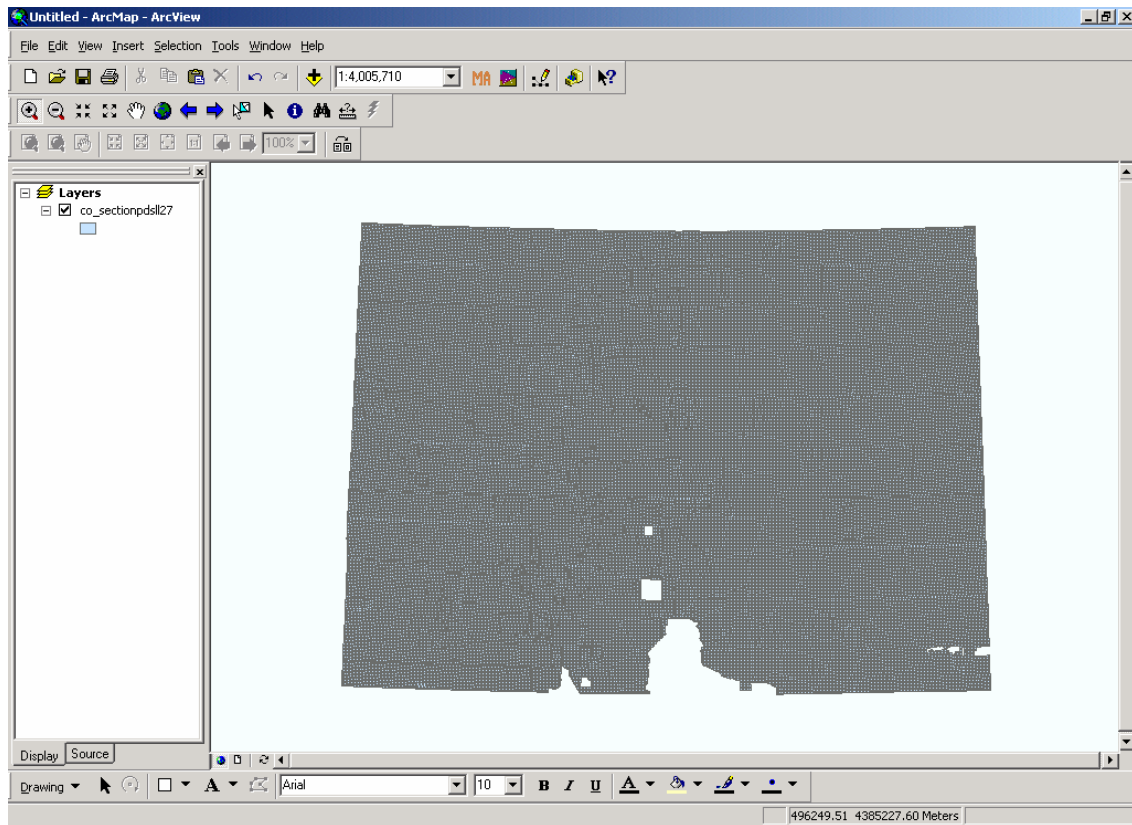 Untitled - ArcMap - ArcView
File Edit View Insert Selection Tools Window Help
1:4,005,710
MA
100%
Layers
co_sectionpdsll27
Display Source
Drawing A Arial 10 B I U A
496249.51 4385227.60 Meters